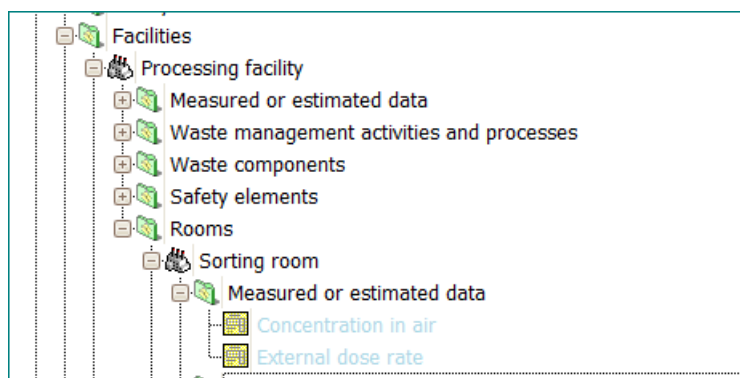 Facilities
Processing facility
Measured or estimated data
Waste management activities and processes
Waste components
Safety elements
Rooms
Sorting room
Measured or estimated data
Concentration in air
External dose rate